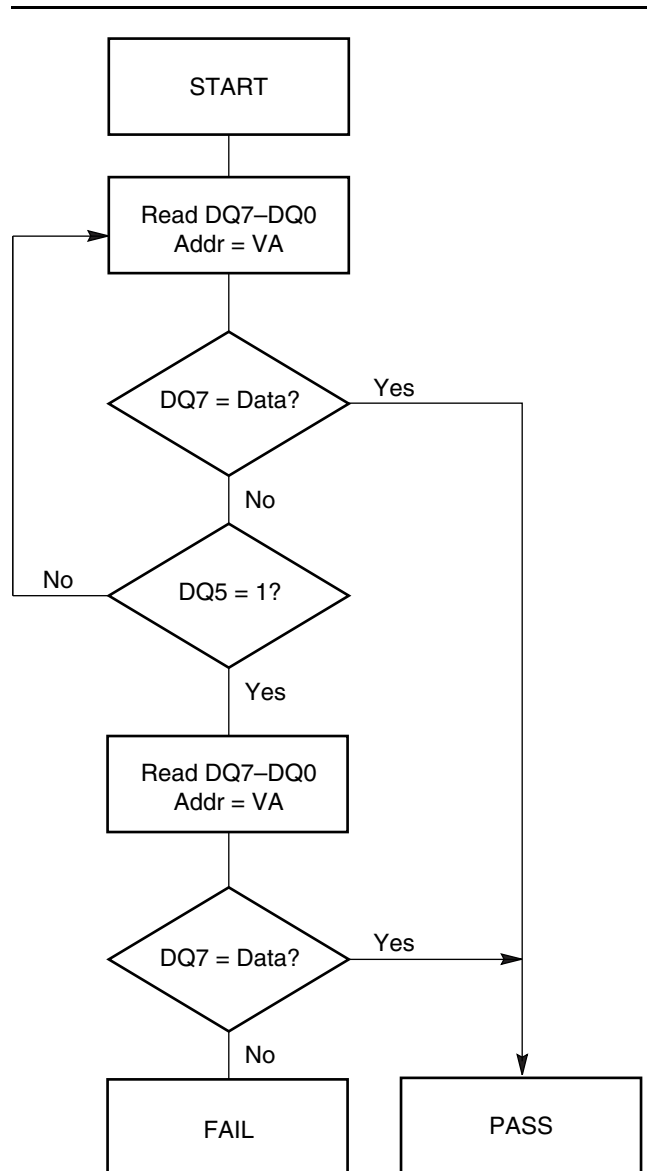 START
Read DQ7–DQ0
Addr = VA
DQ7 = Data?
Yes
No
DQ5 = 1?
No
Yes
Read DQ7–DQ0
Addr = VA
DQ7 = Data?
Yes
No
FAIL
PASS